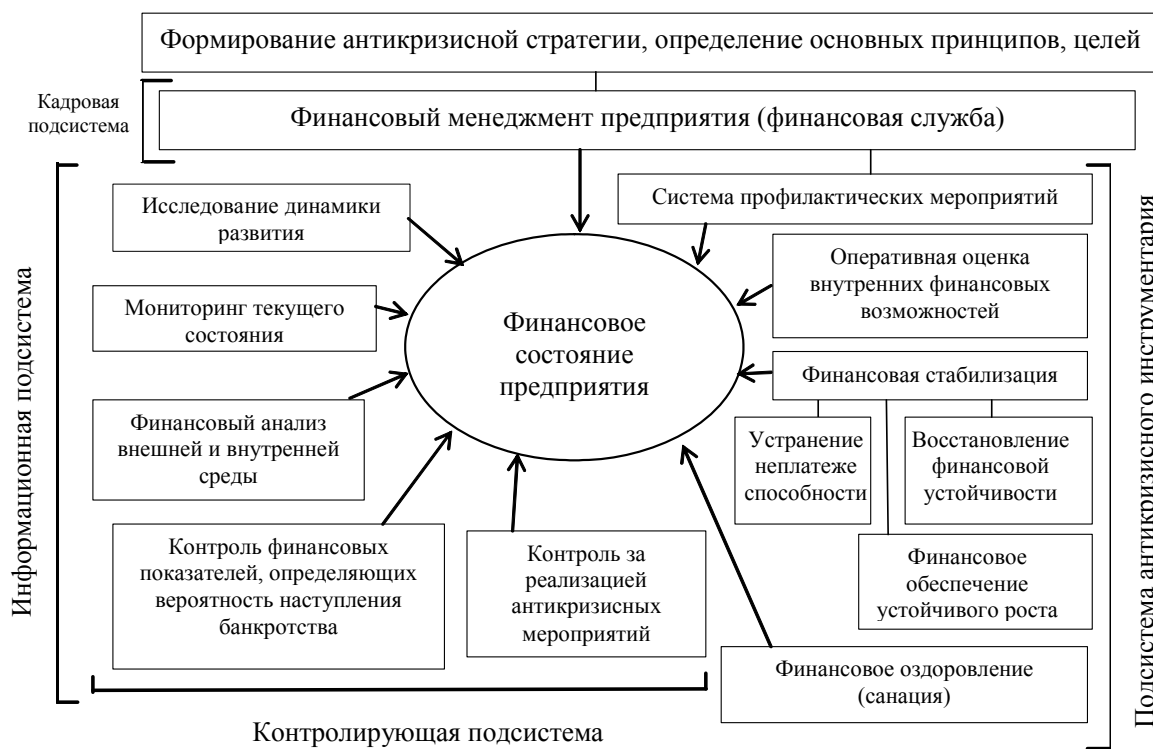 Формирование антикризисной стратегии, определение основных принципов, целей
Кадровая
подсистема
Финансовый менеджмент предприятия (финансовая служба)
Информационная подсистема
Исследование динамики
развития
Мониторинг текущего
состояния
Финансовый анализ
внешней и внутренней
среды
Контроль финансовых
показателей, определяющих
вероятность наступления
банкротства
Контроль за
реализацией
антикризисных
мероприятий
Контролирующая подсистема
Финансовое
состояние
предприятия
Система профилактических мероприятий
Оперативная оценка
внутренних финансовых
возможностей
Финансовая стабилизация
Устранение
неплатеже
способности
Восстановление
финансовой
устойчивости
Финансовое
обеспечение
устойчивого роста
Финансовое оздоровление
(санация)
Подсистема антикризисного инструментария